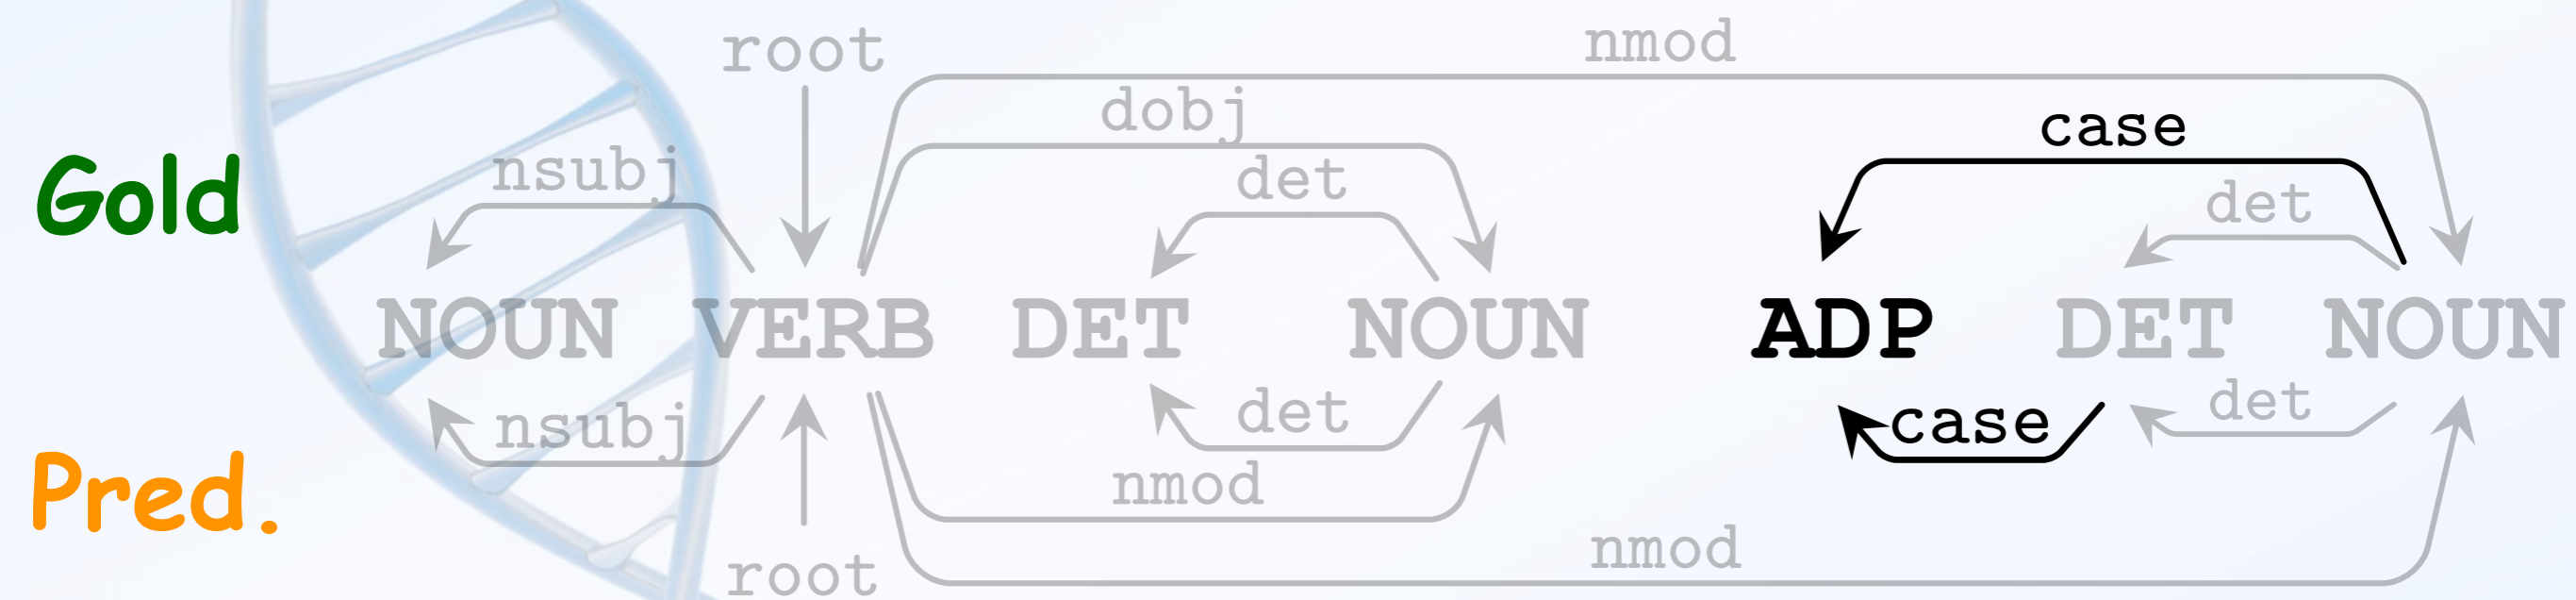 root nmod
dobj
case
nsubj det
det
Gold
NOUN VERB DET NOUN ADP DET NOUN
nsubj det case det
Pred.
nmod
nmod
root